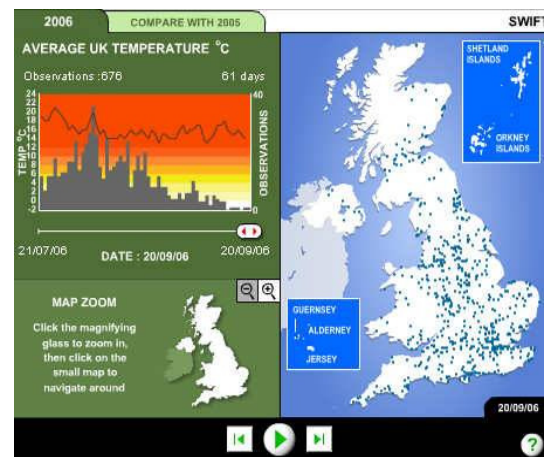 2006
COMPARE WITH 2005
SWIFT
AVERAGE UK TEMPERATURE °C
Observations :676
61 days
24
22
20
18
16
14
12
10
8
6
4
2
0
-2
TEMP. °C
40
0
OBSERVATIONS
21/07/06
DATE : 20/09/06
20/09/06
MAP ZOOM
Click the magnifying
glass to zoom in,
then click on the
small map to
navigate around
SHETLAND
ISLANDS
ORKNEY
ISLANDS
GUERNSEY
ALDERNEY
JERSEY
20/09/06
?